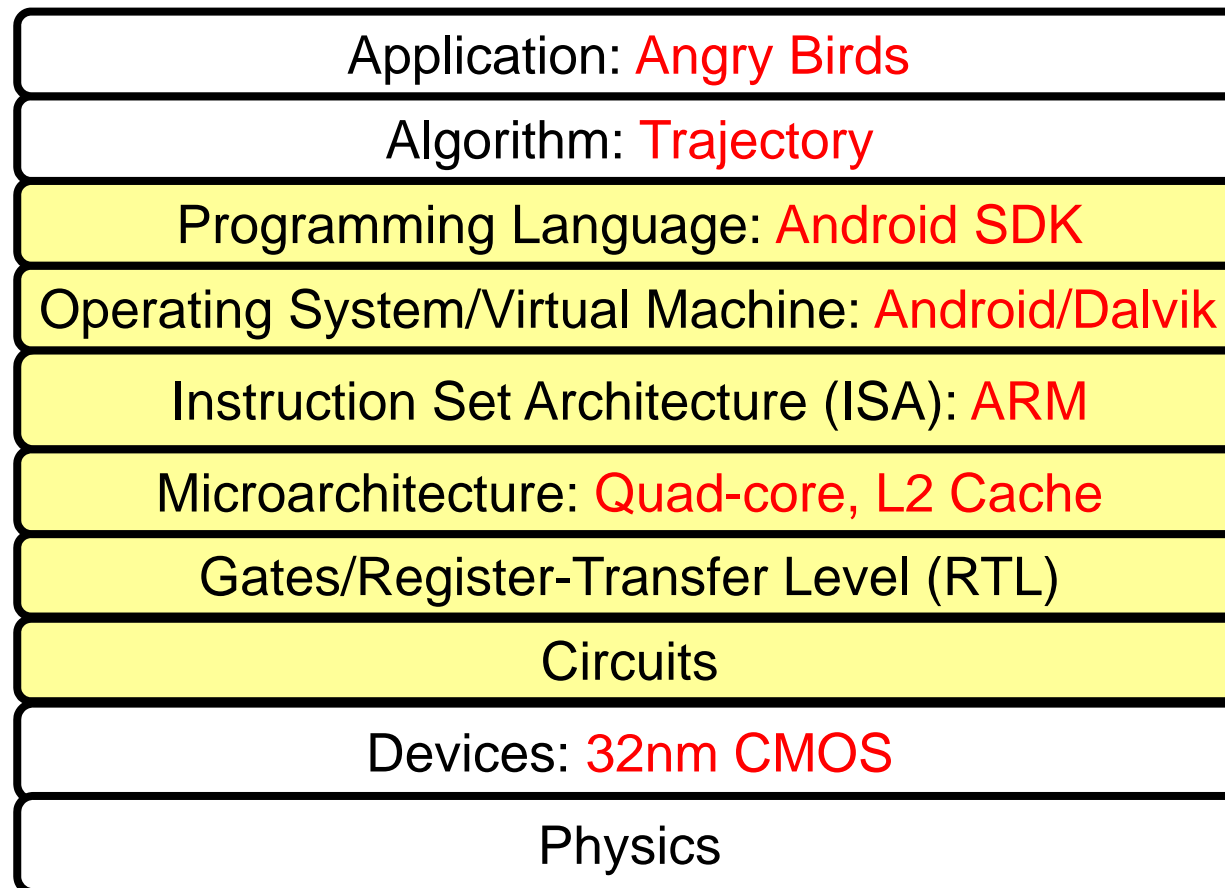 Application: Angry Birds
Algorithm: Trajectory
Programming Language: Android SDK
Operating System/Virtual Machine: Android/Dalvik
Instruction Set Architecture (ISA): ARM
Microarchitecture: Quad-core, L2 Cache
Gates/Register-Transfer Level (RTL)
Circuits
Devices: 32nm CMOS
Physics